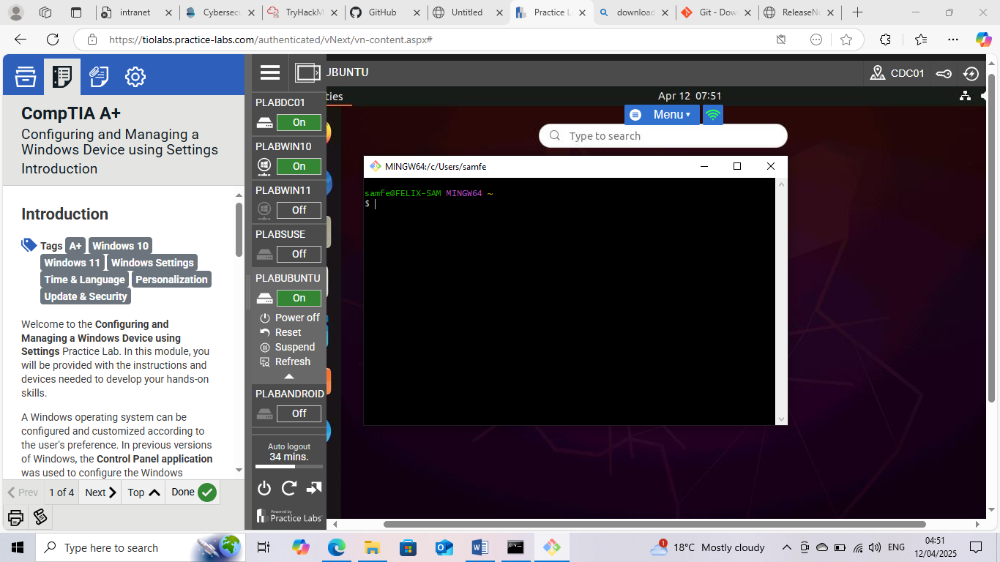 intranet
Cybersecu
TryHackM
GitHub
Untitled
Practice La
download
Git - Dow
ReleaseNo
https://tiolabs.practice-labs.com/authenticated/vNext/vn-content.aspx#
CompTIA A+
Configuring and Managing a
Windows Device using Settings
Introduction
Introduction
Tags A+ Windows 10
Windows 11 Windows Settings
Time & Language Personalization
Update & Security
Welcome to the Configuring and
Managing a Windows Device using
Settings Practice Lab. In this module, you
will be provided with the instructions and
devices needed to develop your hands-on
skills.
A Windows operating system can be
configured and customized according to
the user's preference. In previous versions
of Windows, the Control Panel application
was used to configure the Windows
Prev 1 of 4 Next Top Done
PLABDC01
On
PLABWIN10
On
PLABWIN11
Off
PLABSUSE
Off
PLABUBUNTU
On
Power off
Reset
Suspend
Refresh
PLABANDROID
Off
Auto logout
34 mins.
Powered by
Practice Labs
UBUNTU
CDC01
ties
Apr 12 07:51
Menu
Type to search
MINGW64:/c/Users/samfe
samfe@FELIX-SAM MINGW64 ~
$
Type here to search
1
18°C Mostly cloudy
ENG
04:51
12/04/2025